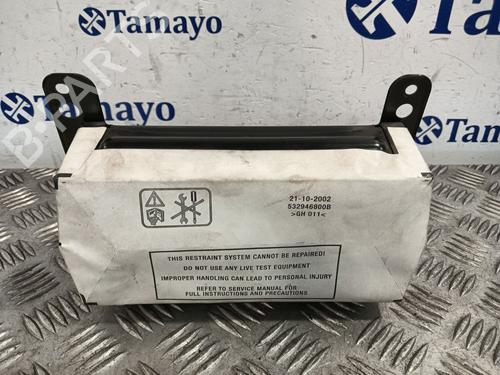 Tamayo
Tamayo
Tamayo
B-PARTS
21-10-2002
532946800B
>GH 011<
THIS RESTRAINT SYSTEM CANNOT BE REPAIRED!
DO NOT USE ANY LIVE TEST EQUIPMENT
IMPROPER HANDLING CAN LEAD TO PERSONAL INJURY
REFER TO SERVICE MANUAL FOR
FULL INSTRUCTIONS AND PRECAUTIONS